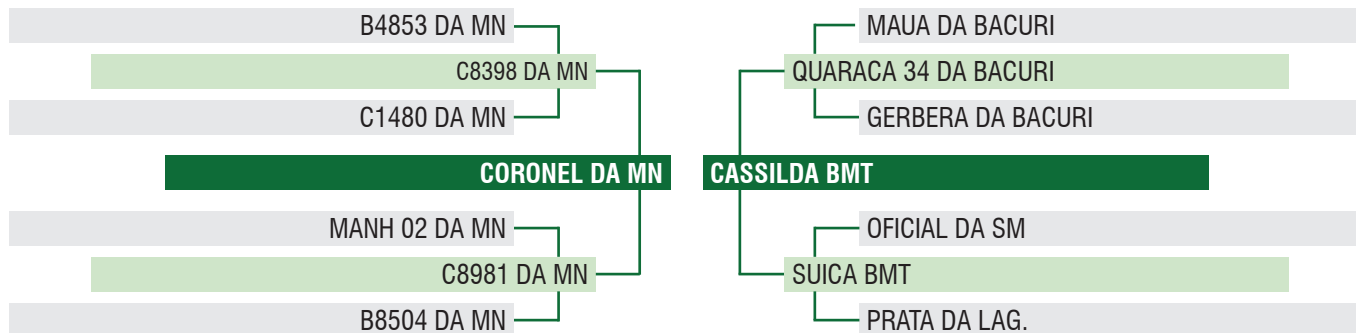 B4853 DA MN
C8398 DA MN
C1480 DA MN
CORONEL DA MN
MANH 02 DA MN
C8981 DA MN
B8504 DA MN
MAUA DA BACURI
QUARACA 34 DA BACURI
GERBERA DA BACURI
CASSILDA BMT
OFICIAL DA SM
SUICA BMT
PRATA DA LAG.